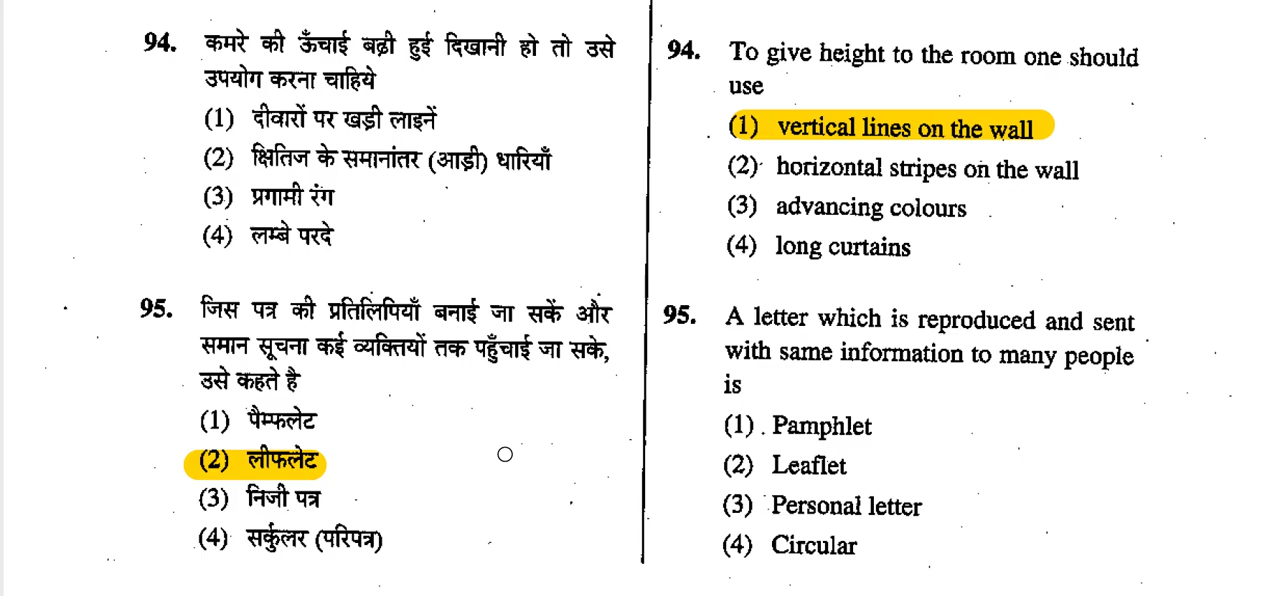 94. कमरे की ऊँचाई बढ़ी हुई दिखानी हो तो उसे
उपयोग करना चाहिये
(1) दीवारों पर खड़ी लाइनें
(2) क्षितिज के समानांतर (आड़ी) धारियाँ
(3) प्रगामी रंग
(4) लम्बे परदे
95. जिस पत्र की प्रतिलिपियाँ बनाई जा सकें और
समान सूचना कई व्यक्तियों तक पहुँचाई जा सके,
उसे कहते है
(1) पैम्फलेट
(2) लीफलेट
(3) निजी पत्र
(4) सर्कुलर (परिपत्र)
94. To give height to the room one should
use
(1) vertical lines on the wall
(2) horizontal stripes on the wall
(3) advancing colours
(4) long curtains
95. A letter which is reproduced and sent
with same information to many people
is
(1) Pamphlet
(2) Leaflet
(3) Personal letter
(4) Circular